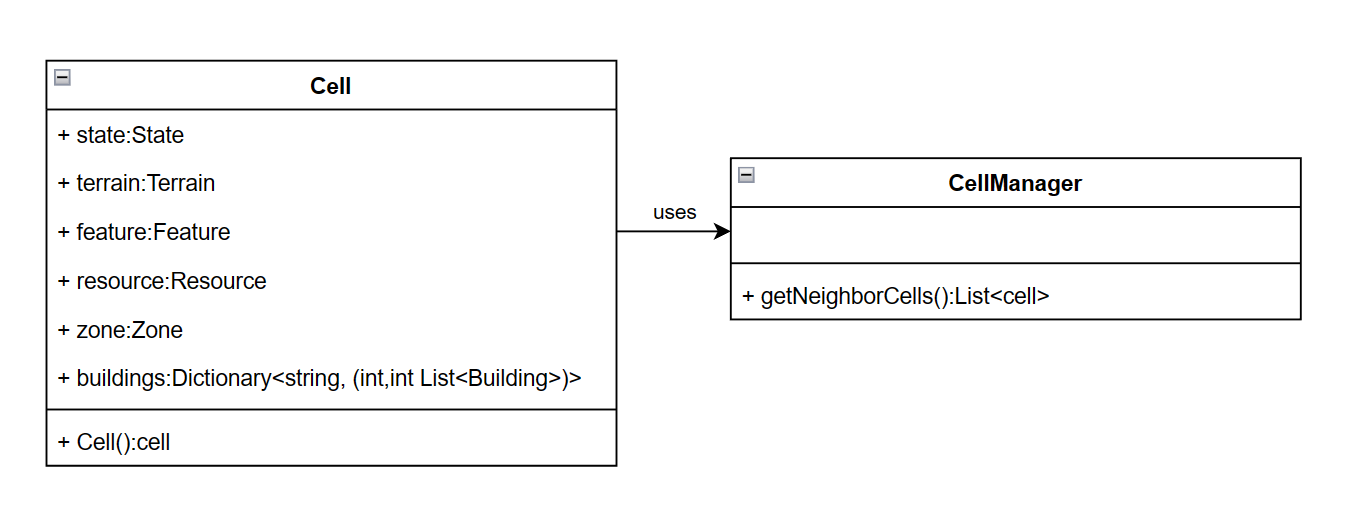 Cell
+ state:State
+ terrain:Terrain
+ feature:Feature
+ resource:Resource
+ zone:Zone
+ buildings:Dictionary<string, (int,int List<Building>)>
+ Cell():cell
uses
CellManager
+ getNeighborCells():List<cell>